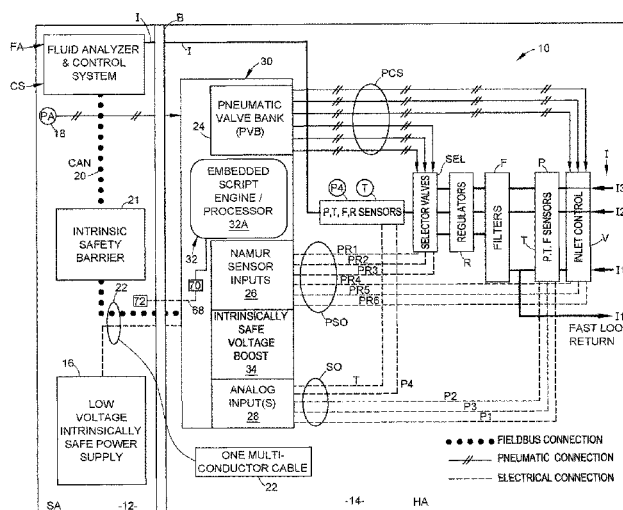 FA
FLUID ANALYZER
& CONTROL
SYSTEM
CS
I
B
I
10
PA
18
CAN
20
21
INTRINSIC
SAFETY
BARRIER
22
72
70
68
16
LOW
VOLTAGE
INTRINSICALLY
SAFE POWER
SUPPLY
SA
-12-
30
PNEUMATIC
VALVE BANK
(PVB)
24
EMBEDDED
SCRIPT
ENGINE /
PROCESSOR
32A
32
NAMUR
SENSOR
INPUTS
26
INTRINSICALLY
SAFE
VOLTAGE
BOOST
34
ANALOG
INPUT(S)
28
ONE MULTI-
CONDUCTOR CABLE
22
PCS
P4
T
P,T, F,R SENSORS
SEL
SELECTOR VALVES
REGULATORS
R
F
FILTERS
P
P,T, F SENSORS
T
I
INLET CONTROL
V
I3
I2
I1
I1
FAST LOOP
RETURN
PR1
PR2
PR3
PR4
PR5
PR6
PSO
SO
T
P4
P2
P3
P1
FIELDBUS CONNECTION
PNEUMATIC CONNECTION
ELECTRICAL CONNECTION
-14-
HA